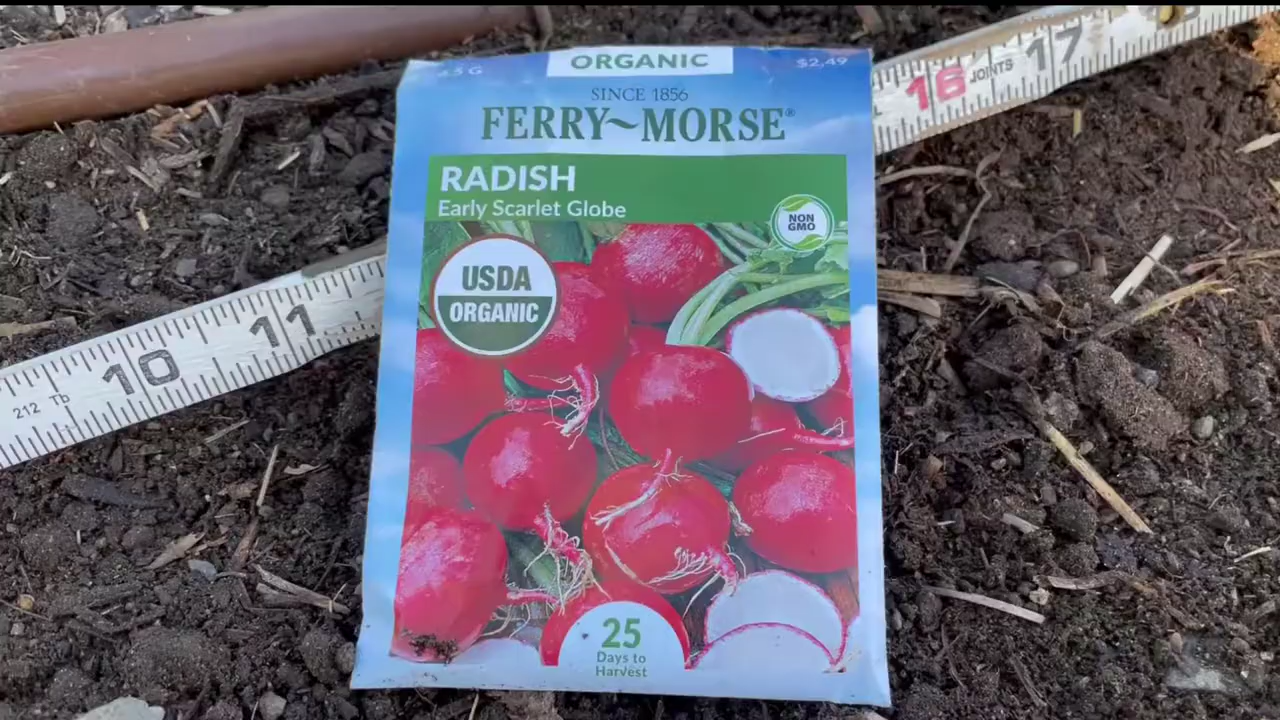 ORGANIC
$2.49
SINCE 1856
FERRY~MORSE®
RADISH
Early Scarlet Globe
NON
GMO
USDA
ORGANIC
25
Days to
Harvest
212 Tb
10
11
16
JOINTS
17